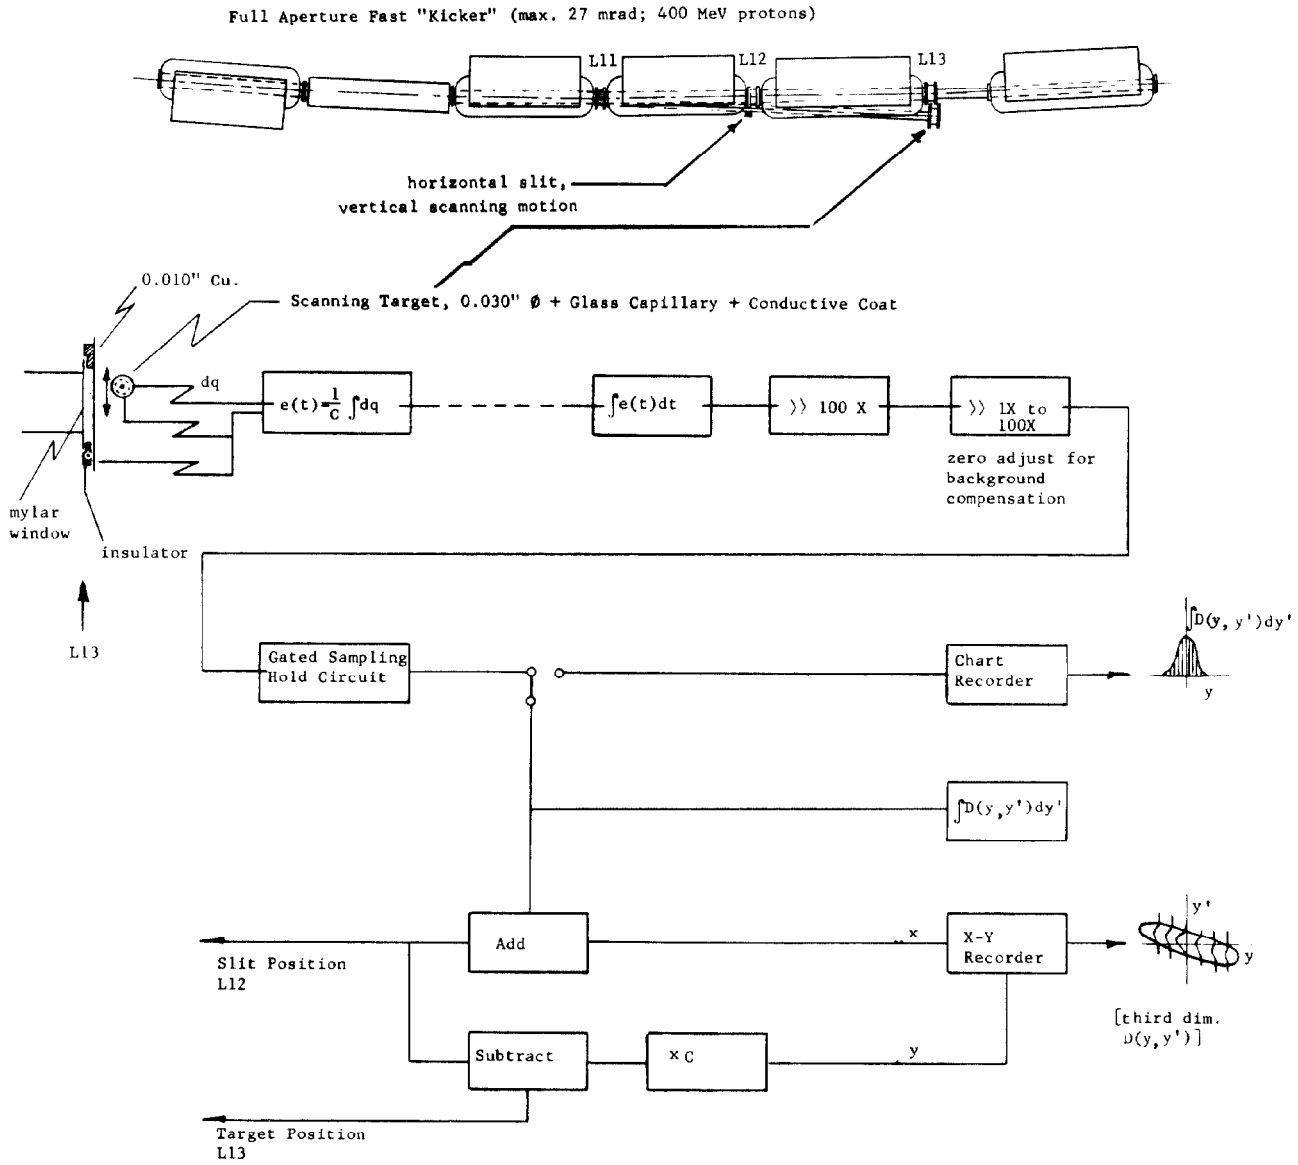 Full Aperture Fast "Kicker" (max. 27 mrad; 400 MeV protons)
L11
L12
L13
horizontal slit,
vertical scanning motion
0.010" Cu.
Scanning Target, 0.030" Ø + Glass Capillary + Conductive Coat
dq
e(t)=1/C ∫dq
∫e(t)dt
>> 100 X
>> 1X to
100X
zero adjust for
background
compensation
mylar
window
insulator
L13
Gated Sampling
Hold Circuit
Chart
Recorder
∫D(y, y')dy'
y
∫D(y,y')dy'
Add
x
X-Y
Recorder
y'
y
Slit Position
L12
[third dim.
D(y,y')]
Subtract
x C
y
Target Position
L13